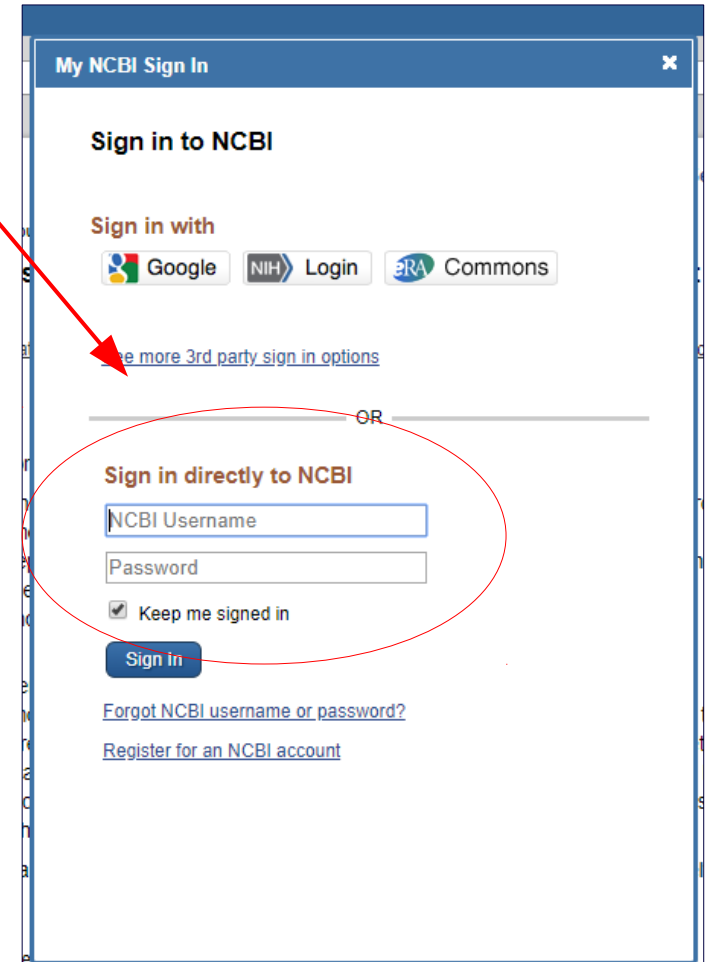 My NCBI Sign In
Sign in to NCBI
Sign in with
Google NIH Login eRA Commons
See more 3rd party sign in options
OR
Sign in directly to NCBI
NCBI Username
Password
Keep me signed in
Sign In
Forgot NCBI username or password?
Register for an NCBI account